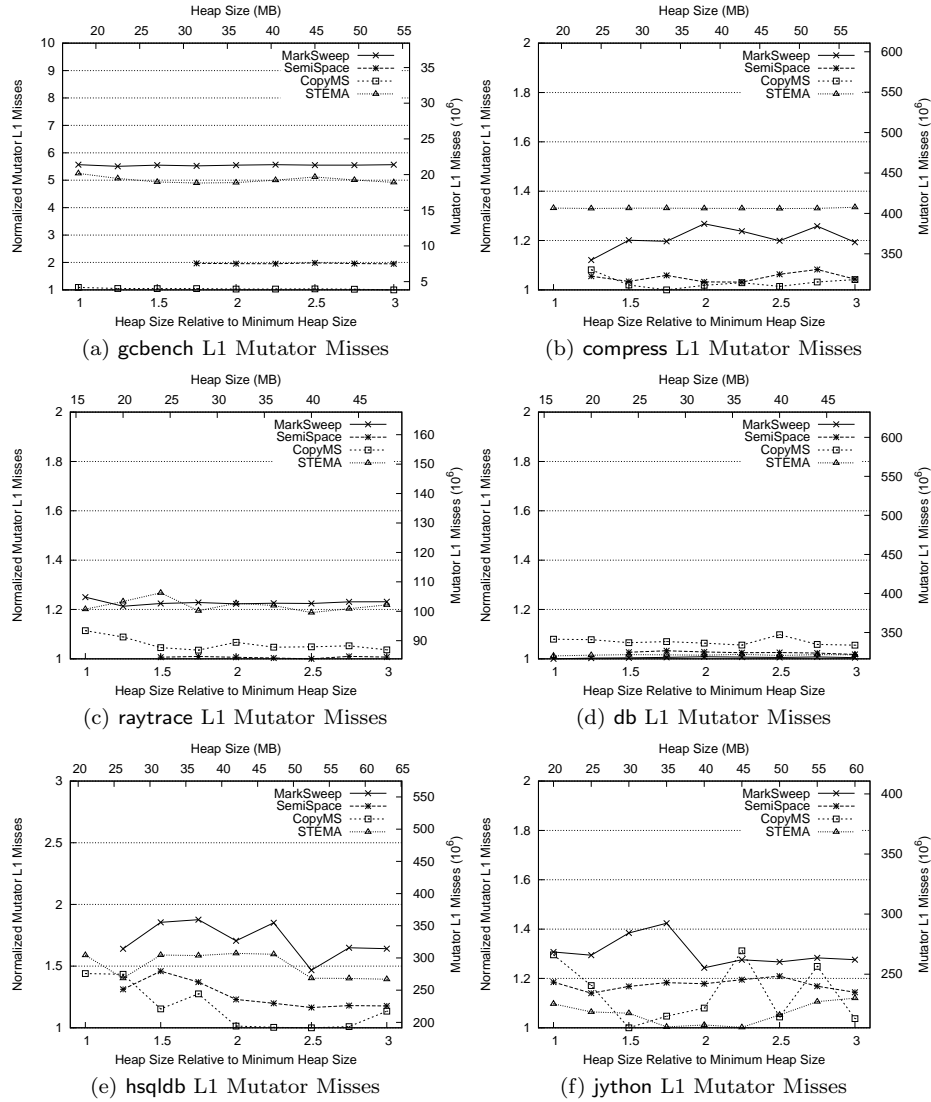 Heap Size (MB)
20 25 30 35 40 45 50 55
10
9
8
7
6
5
4
3
2
1
Normalized Mutator L1 Misses
MarkSweep
SemiSpace
CopyMS
STEMA
35
30
25
20
15
10
5
Mutator L1 Misses (10^6)
1 1.5 2 2.5 3
Heap Size Relative to Minimum Heap Size
(a) gcbench L1 Mutator Misses
Heap Size (MB)
20 25 30 35 40 45 50 55
2
1.8
1.6
1.4
1.2
1
Normalized Mutator L1 Misses
MarkSweep
SemiSpace
CopyMS
STEMA
600
550
500
450
400
350
Mutator L1 Misses (10^6)
1 1.5 2 2.5 3
Heap Size Relative to Minimum Heap Size
(b) compress L1 Mutator Misses
Heap Size (MB)
15 20 25 30 35 40 45
2
1.8
1.6
1.4
1.2
1
Normalized Mutator L1 Misses
MarkSweep
SemiSpace
CopyMS
STEMA
160
150
140
130
120
110
100
90
Mutator L1 Misses (10^6)
1 1.5 2 2.5 3
Heap Size Relative to Minimum Heap Size
(c) raytrace L1 Mutator Misses
Heap Size (MB)
15 20 25 30 35 40 45
2
1.8
1.6
1.4
1.2
1
Normalized Mutator L1 Misses
MarkSweep
SemiSpace
CopyMS
STEMA
600
550
500
450
400
350
Mutator L1 Misses (10^6)
1 1.5 2 2.5 3
Heap Size Relative to Minimum Heap Size
(d) db L1 Mutator Misses
Heap Size (MB)
20 25 30 35 40 45 50 55 60 65
3
2.5
2
1.5
1
Normalized Mutator L1 Misses
MarkSweep
SemiSpace
CopyMS
STEMA
550
500
450
400
350
300
250
200
Mutator L1 Misses (10^6)
1 1.5 2 2.5 3
Heap Size Relative to Minimum Heap Size
(e) hsqldb L1 Mutator Misses
Heap Size (MB)
20 25 30 35 40 45 50 55 60
2
1.8
1.6
1.4
1.2
1
Normalized Mutator L1 Misses
MarkSweep
SemiSpace
CopyMS
STEMA
400
350
300
250
Mutator L1 Misses (10^6)
1 1.5 2 2.5 3
Heap Size Relative to Minimum Heap Size
(f) jython L1 Mutator Misses